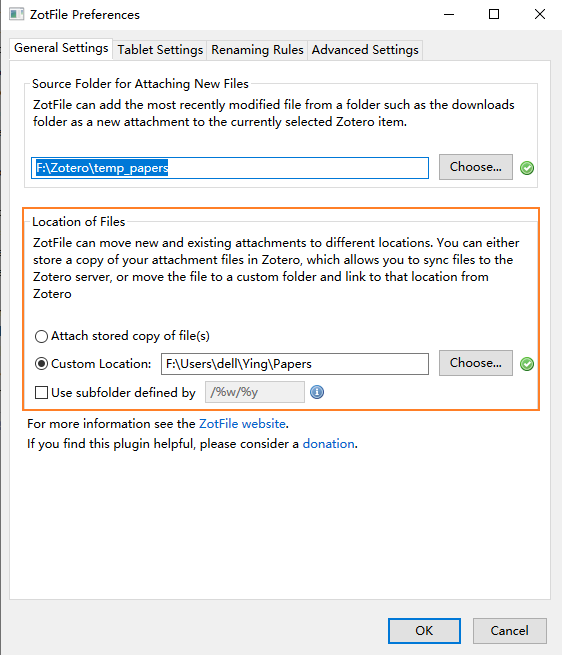 ZotFile Preferences
General Settings Tablet Settings Renaming Rules Advanced Settings
Source Folder for Attaching New Files
ZotFile can add the most recently modified file from a folder such as the downloads
folder as a new attachment to the currently selected Zotero item.
F:\Zotero\temp_papers Choose...
Location of Files
ZotFile can move new and existing attachments to different locations. You can either
store a copy of your attachment files in Zotero, which allows you to sync files to the
Zotero server, or move the file to a custom folder and link to that location from
Zotero
Attach stored copy of file(s)
Custom Location: F:\Users\dell\Ying\Papers Choose...
Use subfolder defined by /%w/%y
For more information see the ZotFile website.
If you find this plugin helpful, please consider a donation.
OK Cancel